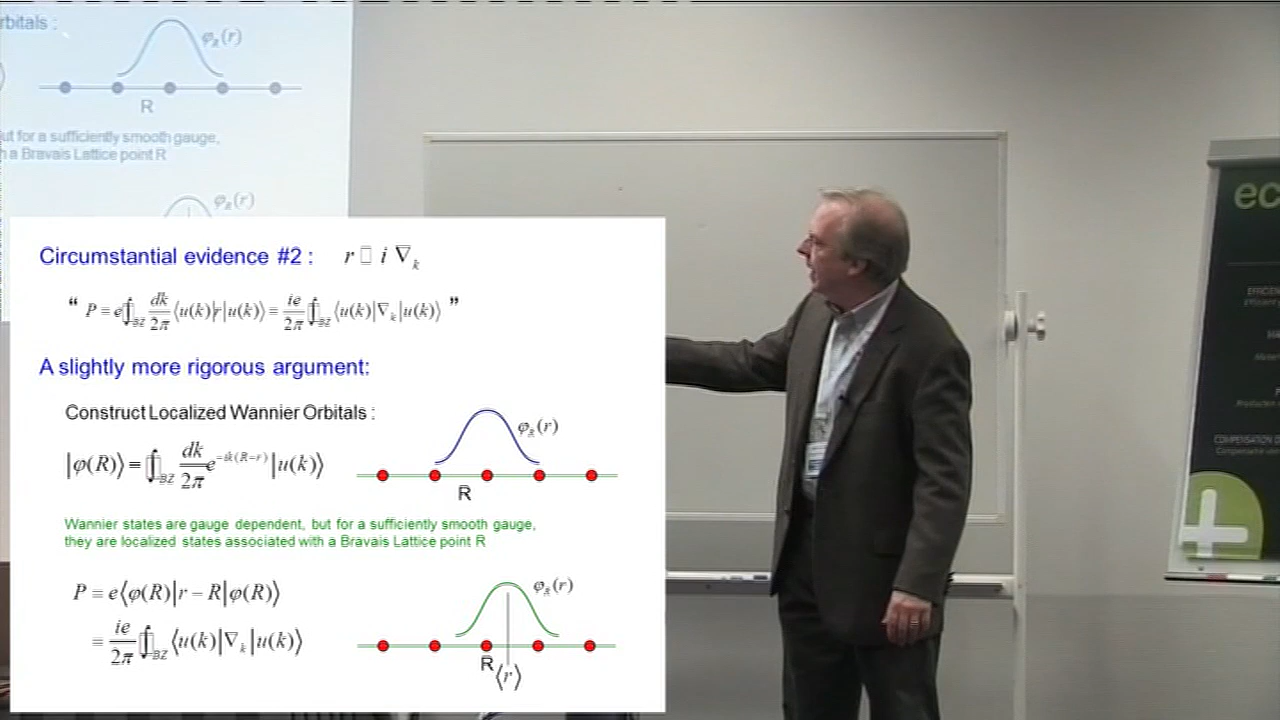 rbitals :
φR(r)
R
ut for a sufficiently smooth gauge,
h a Bravais Lattice point R
φR(r)
Circumstantial evidence #2 : r □ i ∇k
“ P = e∮BZ dk/2π ⟨u(k)|r|u(k)⟩ = ie/2π ∮BZ ⟨u(k)|∇k|u(k)⟩ ”
A slightly more rigorous argument:
Construct Localized Wannier Orbitals :
φR(r)
|φ(R)⟩ = ∮BZ dk/2π e^−ik(R−r) |u(k)⟩
R
Wannier states are gauge dependent, but for a sufficiently smooth gauge,
they are localized states associated with a Bravais Lattice point R
P = e⟨φ(R)|r − R|φ(R)⟩
φR(r)
= ie/2π ∮BZ ⟨u(k)|∇k|u(k)⟩
R
⟨r⟩
ec